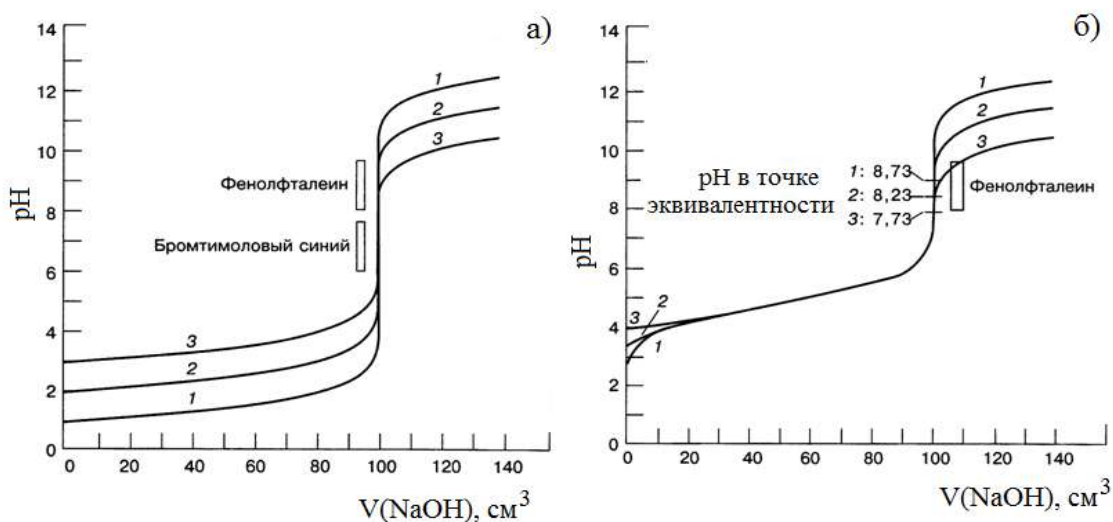 а)
14
12
10
8
6
4
2
0
pH
1
2
3
Фенолфталеин
Бромтимоловый синий
3
2
1
0 20 40 60 80 100 120 140
V(NaOH), см³
б)
14
12
10
8
6
4
2
0
pH
1
2
3
pH в точке
эквивалентности
1: 8,73
2: 8,23
3: 7,73
Фенолфталеин
3
2
1
0 20 40 60 80 100 120 140
V(NaOH), см³